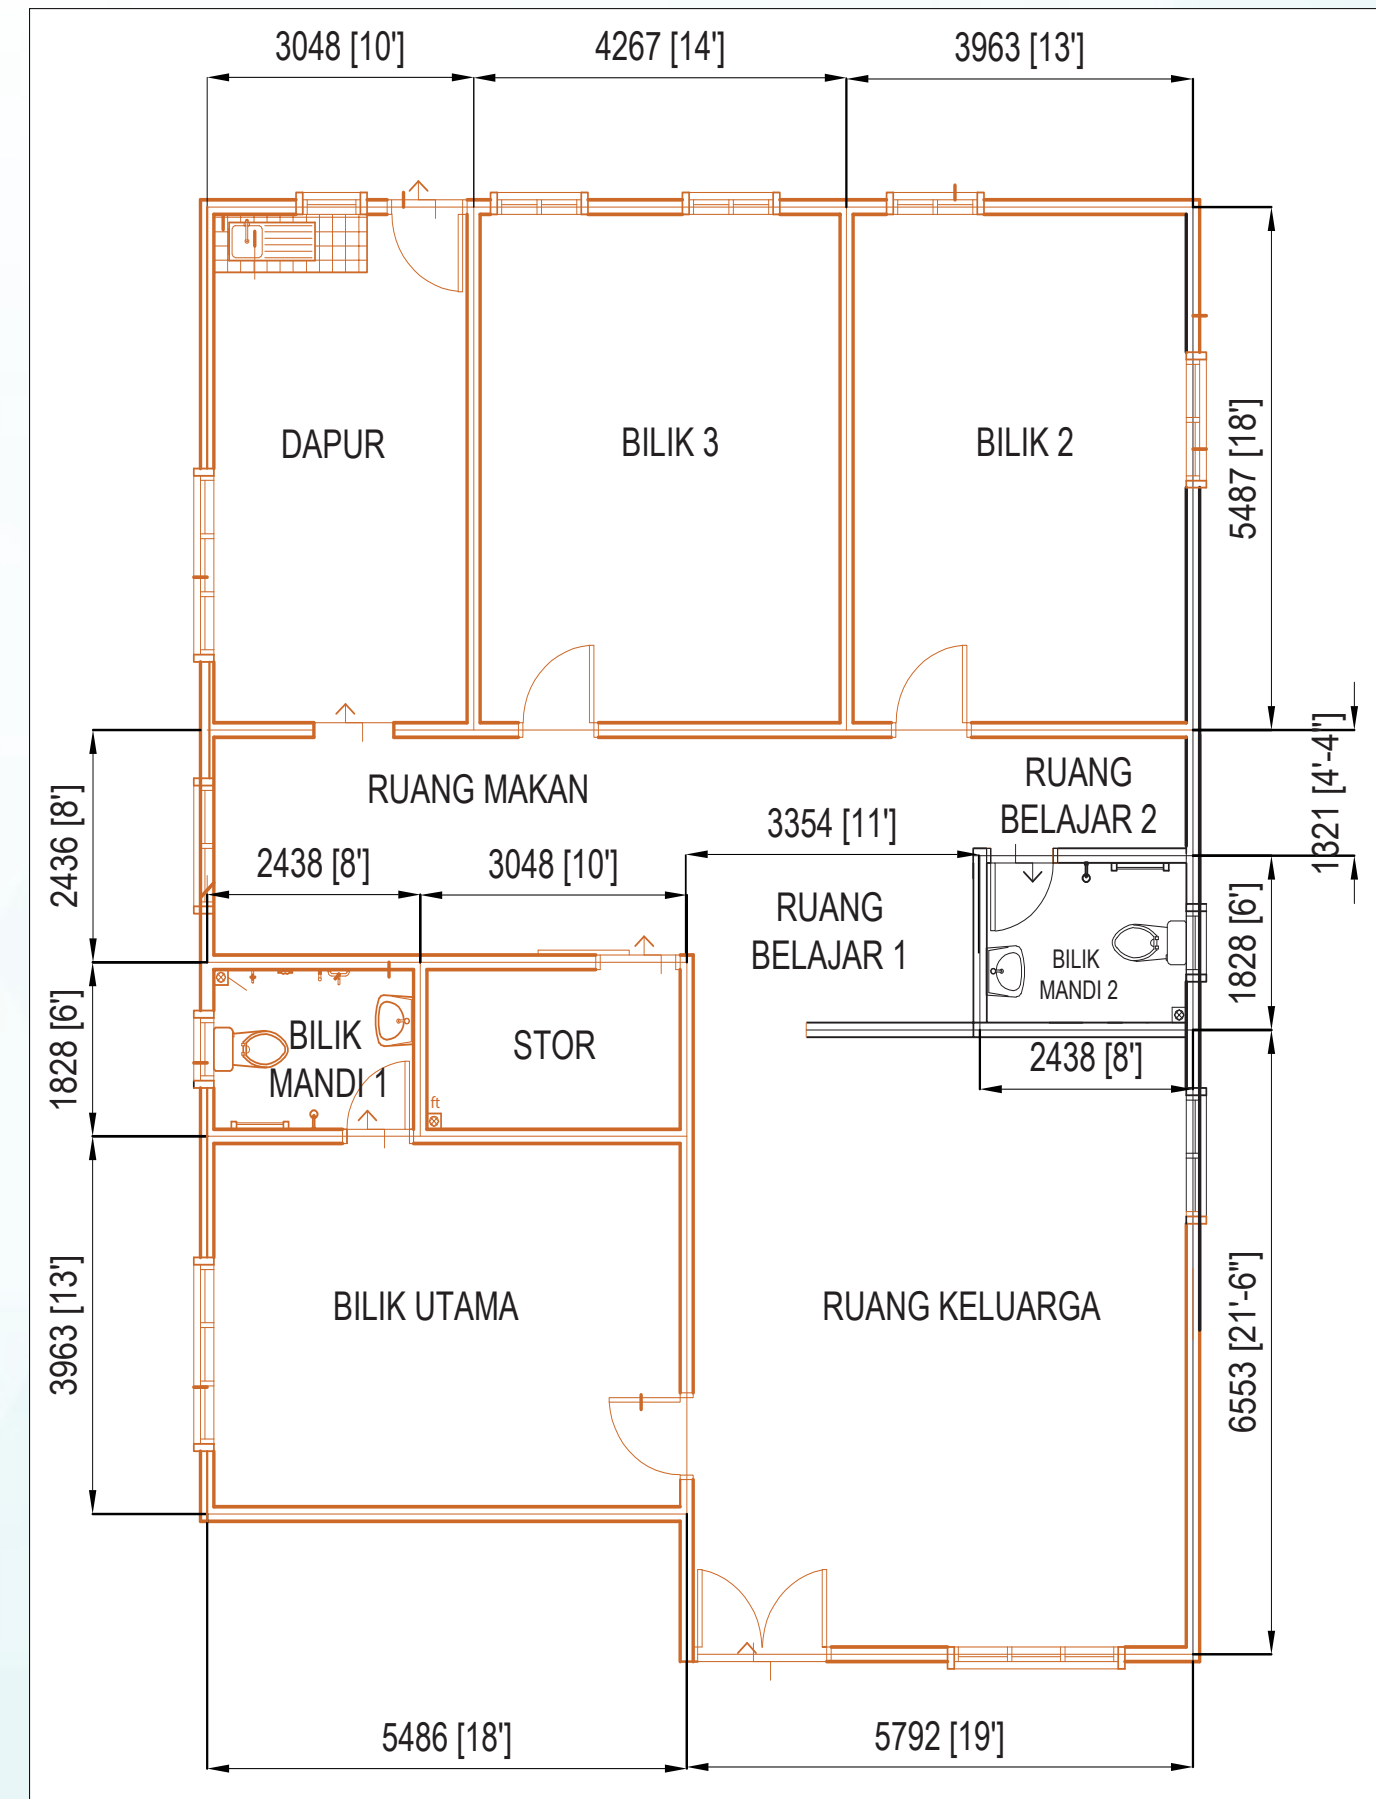 3048 [10']
4267 [14']
3963 [13']
DAPUR
BILIK 3
BILIK 2
5487 [18']
RUANG MAKAN
RUANG
BELAJAR 2
1321 [4'-4"]
2436 [8']
2438 [8']
3048 [10']
3354 [11']
RUANG
BELAJAR 1
BILIK
MANDI 2
1828 [6']
2438 [8']
1828 [6']
BILIK
MANDI 1
STOR
ft
3963 [13']
BILIK UTAMA
RUANG KELUARGA
6553 [21'-6"]
5486 [18']
5792 [19']